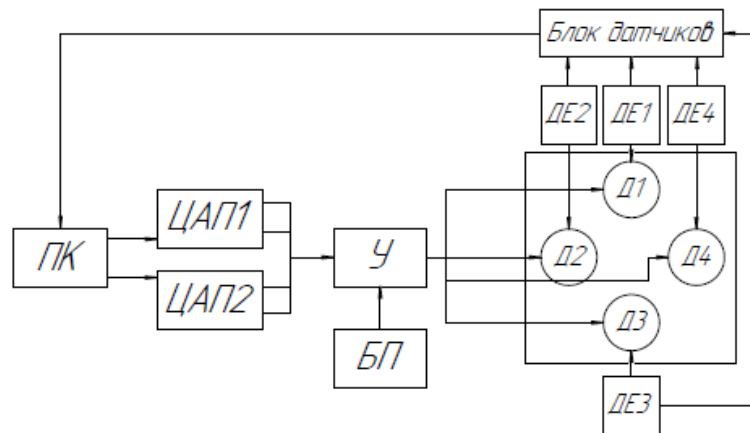 Блок датчиков
ДЕ2
ДЕ1
ДЕ4
Д1
ЦАП1
ПК
У
Д2
Д4
ЦАП2
Д3
БП
ДЕ3